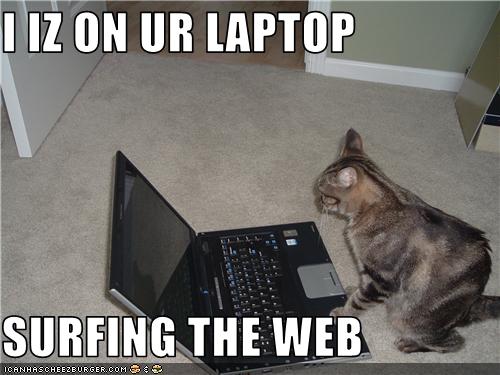 I IZ ON UR LAPTOP
SURFING THE WEB
ICANHASCHEEZBURGER.COM